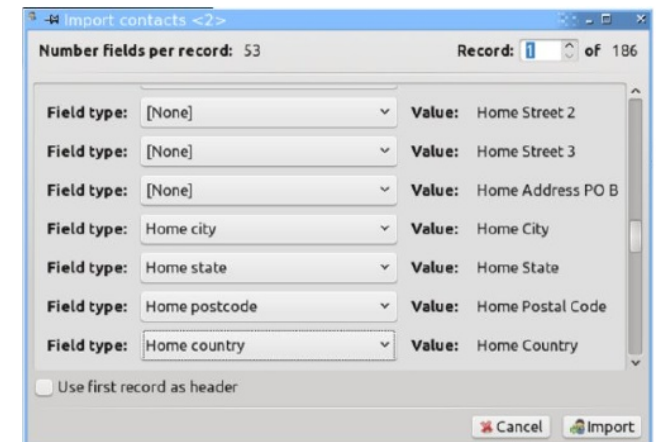 Import contacts <2>
Number fields per record: 53 Record: 1 of 186
Field type: [None] Value: Home Street 2
Field type: [None] Value: Home Street 3
Field type: [None] Value: Home Address PO B
Field type: Home city Value: Home City
Field type: Home state Value: Home State
Field type: Home postcode Value: Home Postal Code
Field type: Home country Value: Home Country
Use first record as header
Cancel Import